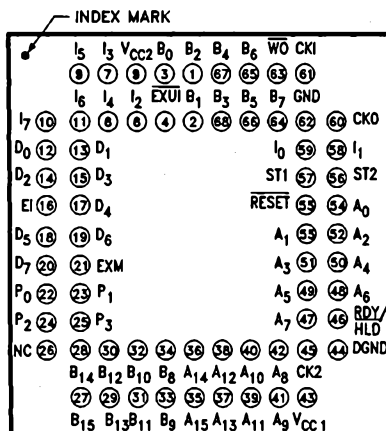 INDEX MARK
I5 I3 VCC2 B0 B2 B4 B6 WO CKI
9 7 9 3 1 67 65 63 61
I6 I4 I2 EXUI B1 B3 B5 B7 GND
I7 10 11 8 6 4 2 68 66 64 62 60 CKO
D0 12 13 D1 I0 59 58 I1
D2 14 15 D3 ST1 57 56 ST2
EI 16 17 D4 RESET 55 54 A0
D5 18 19 D6 A1 53 52 A2
D7 20 21 EXM A3 51 50 A4
P0 22 23 P1 A5 49 48 A6
P2 24 25 P3 A7 47 46 RDY/HLD
NC 26 28 30 32 34 36 38 40 42 45 44 DGND
B14 B12 B10 B8 A14 A12 A10 A8 CK2
27 29 31 33 35 37 39 41 43
B15 B13 B11 B9 A15 A13 A11 A9 VCC1